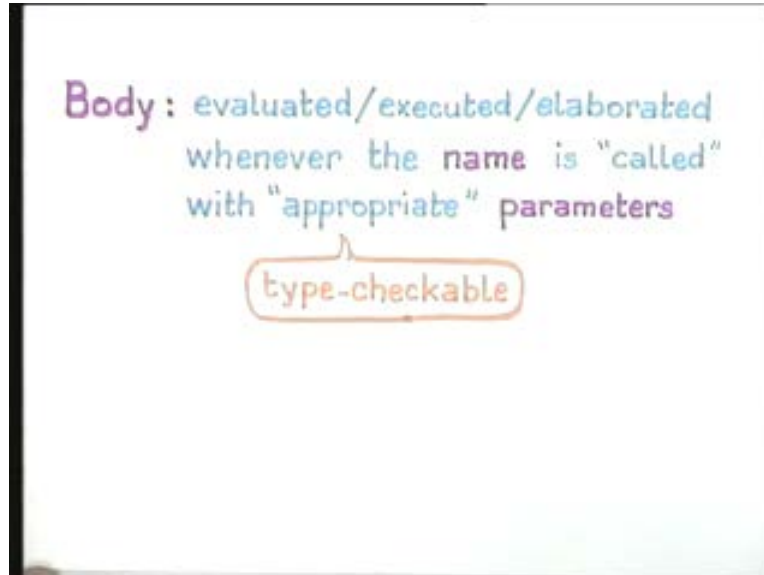 Body : evaluated/executed/elaborated
whenever the name is "called"
with "appropriate" parameters
type-checkable